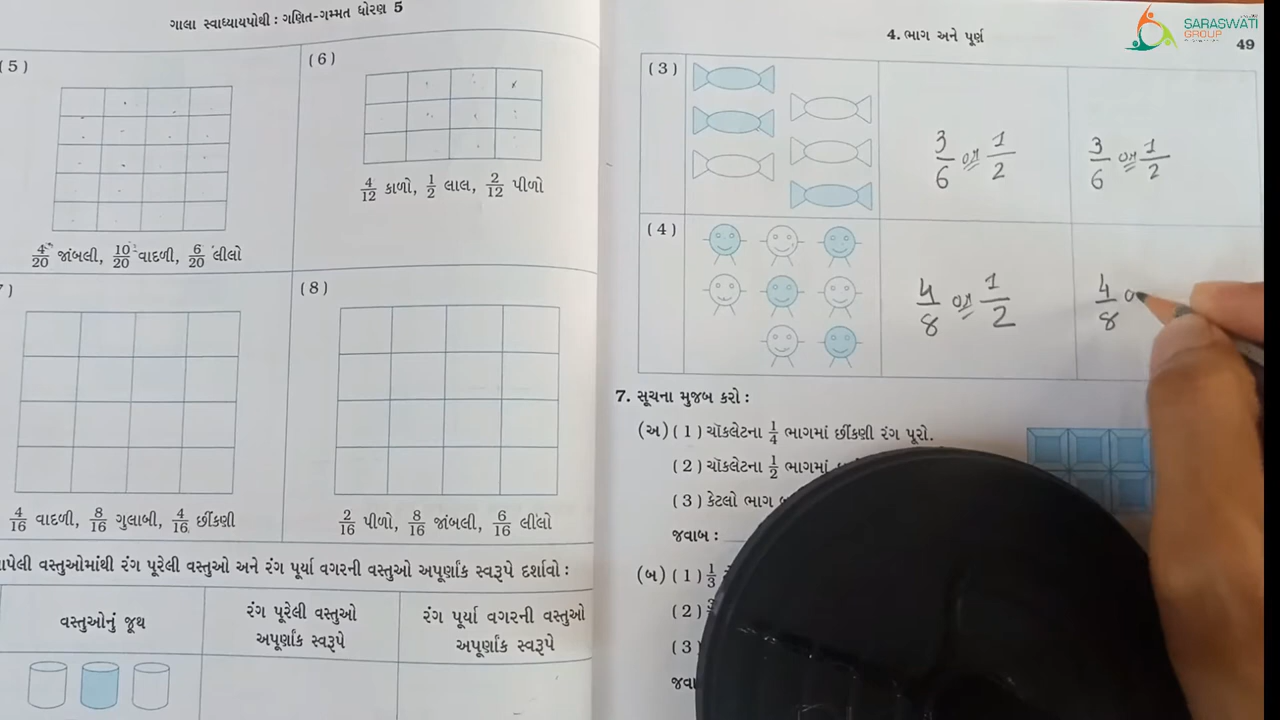 ગાલા સ્વાધ્યાયપોથી : ગણિત-ગમ્મત ધોરણ 5
(5)
(6)
4/12 કાળો, 1/2 લાલ, 2/12 પીળો
4/20 જાંબલી, 10/20 વાદળી, 6/20 લીલો
)
(8)
4/16 વાદળી, 8/16 ગુલાબી, 4/16 છીંકણી
2/16 પીળો, 8/16 જાંબલી, 6/16 લીલો
પેલી વસ્તુઓમાંથી રંગ પૂરેલી વસ્તુઓ અને રંગ પૂર્યા વગરની વસ્તુઓ અપૂર્ણાંક સ્વરૂપે દર્શાવો :
વસ્તુઓનું જૂથ
રંગ પૂરેલી વસ્તુઓ
અપૂર્ણાંક સ્વરૂપે
રંગ પૂર્યા વગરની વસ્તુઓ
અપૂર્ણાંક સ્વરૂપે
SARASWATI
GROUP
4. ભાગ અને પૂર્ણ
49
(3)
3/6 અને 1/2
3/6 અને 1/2
(4)
4/8 અને 1/2
4/8
7. સૂચના મુજબ કરો :
(અ) (1) ચૉકલેટના 1/4 ભાગમાં છીંકણી રંગ પૂરો.
(2) ચૉકલેટના 1/2 ભાગમાં
(3) કેટલો ભાગ
જવાબ :
(બ) (1) 1/3
(2)
(3)